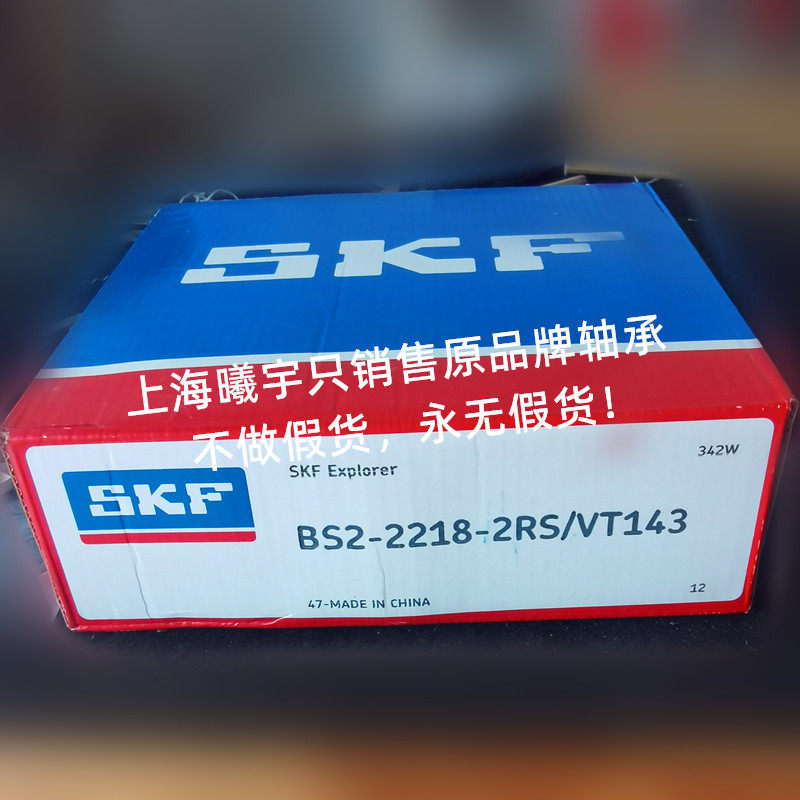 SKF
上海曦宇只销售原品牌轴承
不做假货，永无假货！
SKF Explorer
342W
SKF
BS2-2218-2RS/VT143
47-MADE IN CHINA
12